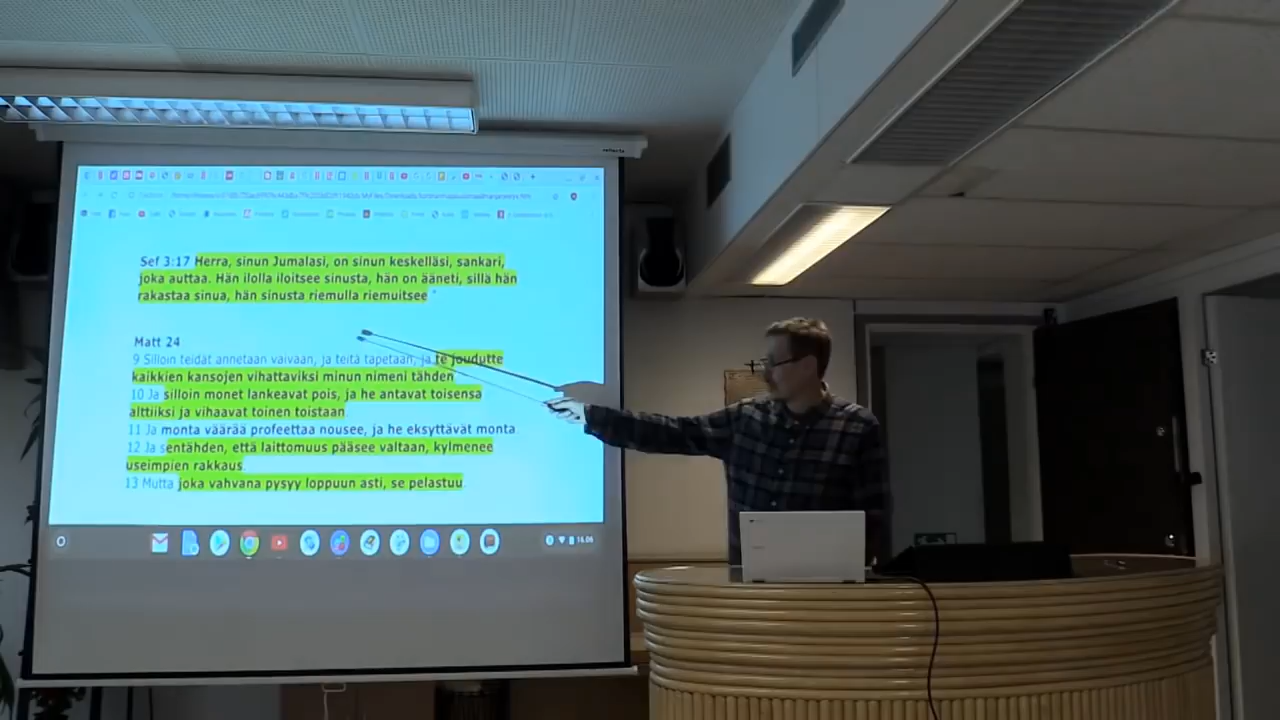 Sef 3:17 Herra, sinun Jumalasi, on sinun keskelläsi, sankari,
joka auttaa. Hän ilolla iloitsee sinusta, hän on ääneti, sillä hän
rakastaa sinua, hän sinusta riemulla riemuitsee "
Matt 24
9 Silloin teidät annetaan vaivaan, ja teitä tapetaan, ja te joudutte
kaikkien kansojen vihattaviksi minun nimeni tähden
10 Ja silloin monet lankeavat pois, ja he antavat toisensa
alttiiksi ja vihaavat toinen toistaan
11 Ja monta väärää profeettaa nousee, ja he eksyttävät monta.
12 Ja sentähden, että laittomuus pääsee valtaan, kylmenee
useimpien rakkaus.
13 Mutta joka vahvana pysyy loppuun asti, se pelastuu.
16.06